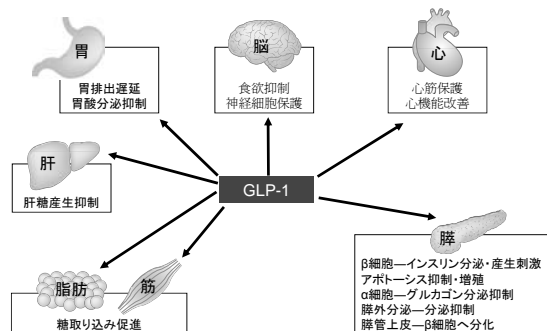 胃
胃排出遅延
胃酸分泌抑制
脳
食欲抑制
神経細胞保護
心
心筋保護
心機能改善
肝
肝糖産生抑制
GLP-1
脂肪
筋
糖取り込み促進
膵
β細胞―インスリン分泌・産生刺激
アポトーシス抑制・増殖
α細胞―グルカゴン分泌抑制
膵外分泌―分泌抑制
膵管上皮―β細胞へ分化